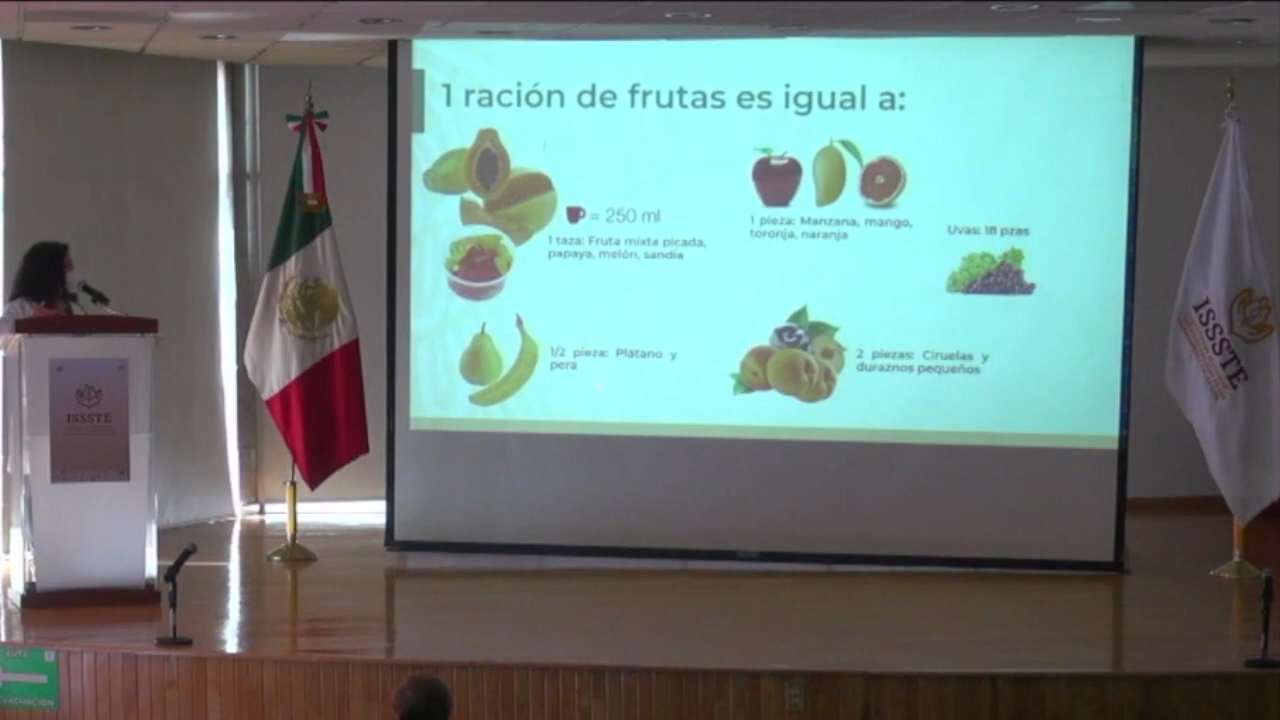 1 ración de frutas es igual a:
= 250 ml
1 taza: Fruta mixta picada,
papaya, melón, sandía
1 pieza: Manzana, mango,
toronja, naranja
Uvas: 18 pzas
1/2 pieza: Plátano y
pera
2 piezas: Ciruelas y
duraznos pequeños
ISSSTE
ISSSTE